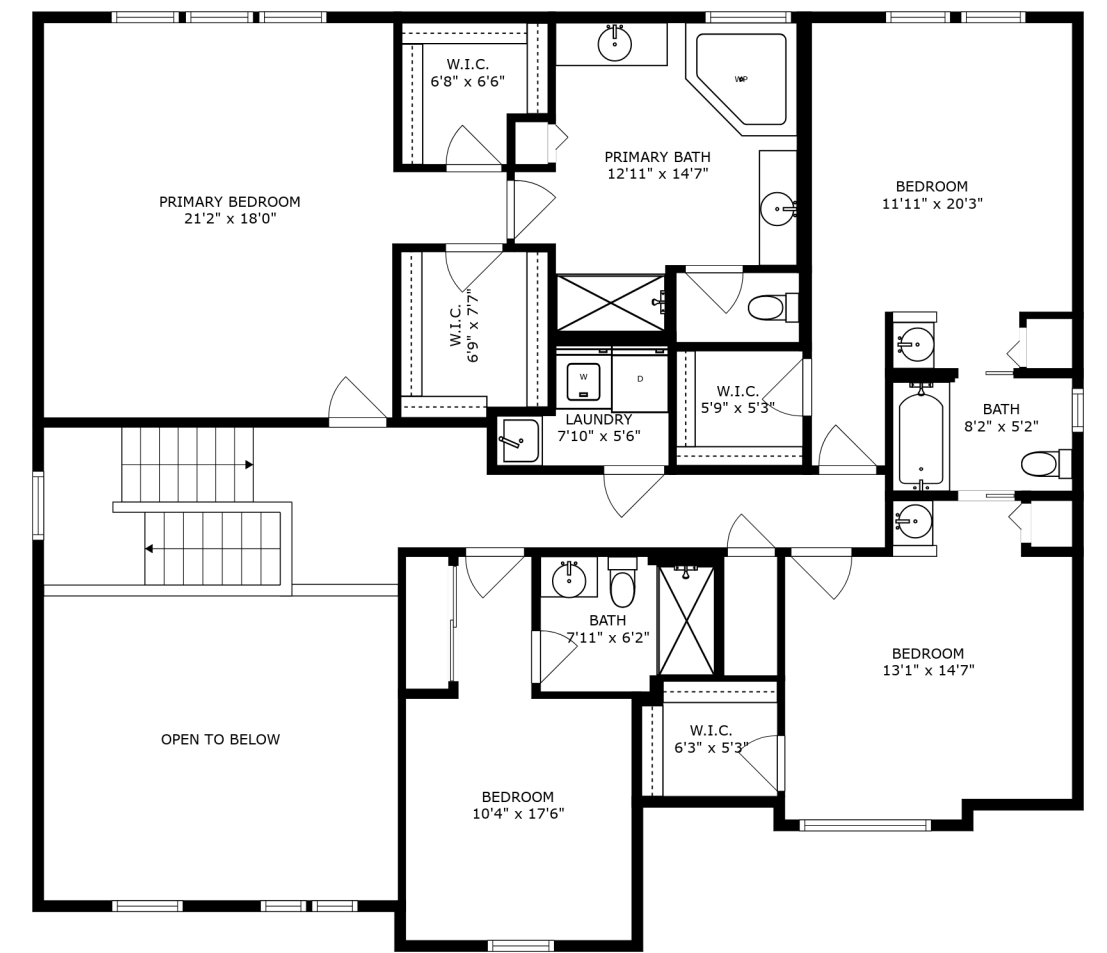 W.I.C.
6'8" x 6'6"
PRIMARY BATH
12'11" x 14'7"
BEDROOM
11'11" x 20'3"
PRIMARY BEDROOM
21'2" x 18'0"
W.I.C.
6'9" x 7'7"
W
D
W.I.C.
5'9" x 5'3"
LAUNDRY
7'10" x 5'6"
BATH
8'2" x 5'2"
BATH
7'11" x 6'2"
BEDROOM
13'1" x 14'7"
OPEN TO BELOW
W.I.C.
6'3" x 5'3"
BEDROOM
10'4" x 17'6"